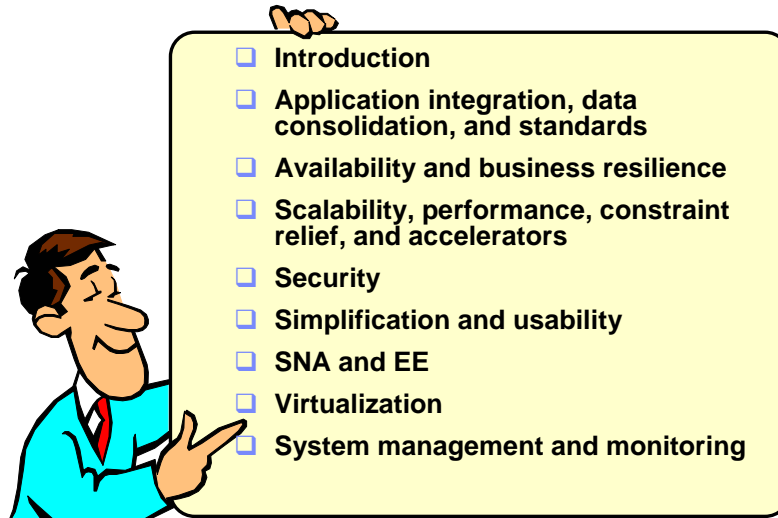 Introduction
Application integration, data
consolidation, and standards
Availability and business resilience
Scalability, performance, constraint
relief, and accelerators
Security
Simplification and usability
SNA and EE
Virtualization
System management and monitoring